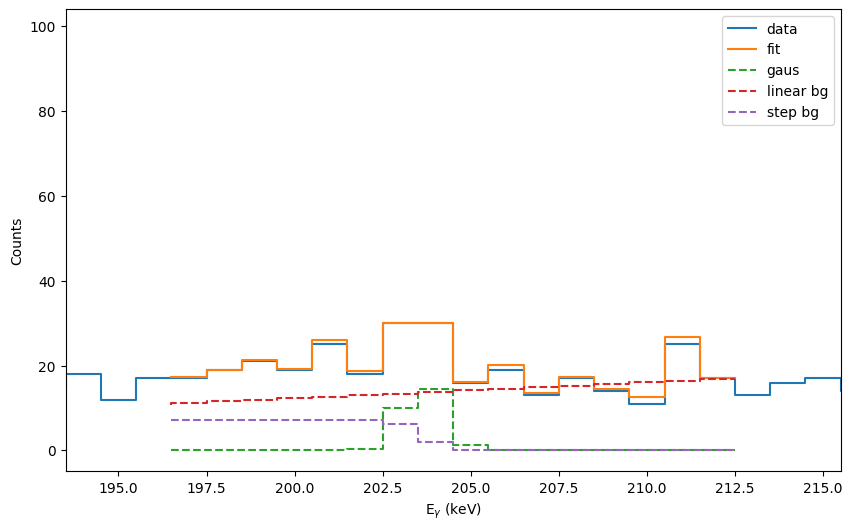 100
80
60
40
20
0
Counts
195.0 197.5 200.0 202.5 205.0 207.5 210.0 212.5 215.0
Eγ (keV)
data
fit
gaus
linear bg
step bg